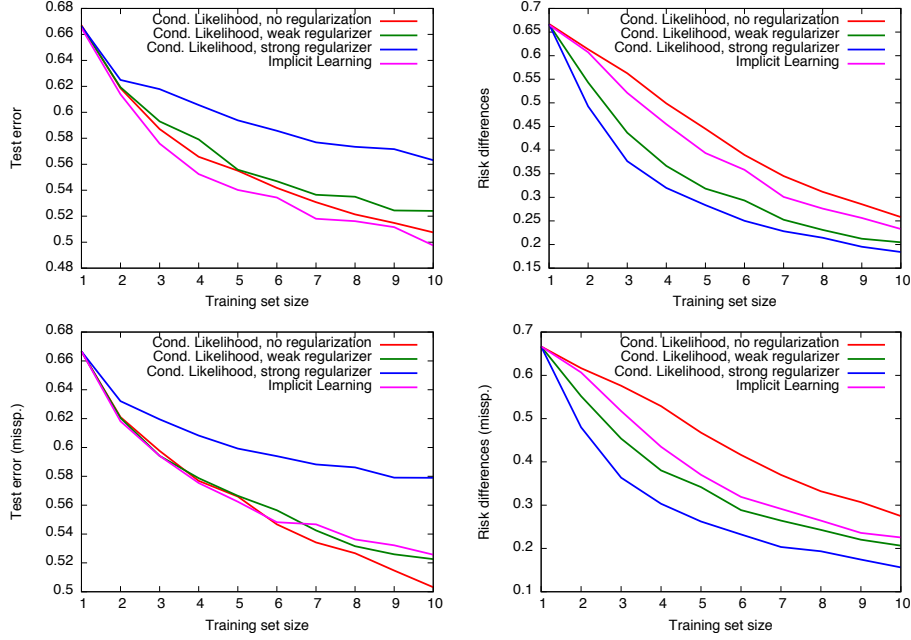 0.68
0.66
0.64
0.62
0.6
0.58
0.56
0.54
0.52
0.5
0.48
Test error
Cond. Likelihood, no regularization
Cond. Likelihood, weak regularizer
Cond. Likelihood, strong regularizer
Implicit Learning
1 2 3 4 5 6 7 8 9 10
Training set size
0.7
0.65
0.6
0.55
0.5
0.45
0.4
0.35
0.3
0.25
0.2
0.15
Risk differences
Cond. Likelihood, no regularization
Cond. Likelihood, weak regularizer
Cond. Likelihood, strong regularizer
Implicit Learning
1 2 3 4 5 6 7 8 9 10
Training set size
0.68
0.66
0.64
0.62
0.6
0.58
0.56
0.54
0.52
0.5
Test error (missp.)
Cond. Likelihood, no regularization
Cond. Likelihood, weak regularizer
Cond. Likelihood, strong regularizer
Implicit Learning
1 2 3 4 5 6 7 8 9 10
Training set size
0.7
0.6
0.5
0.4
0.3
0.2
0.1
Risk differences (missp.)
Cond. Likelihood, no regularization
Cond. Likelihood, weak regularizer
Cond. Likelihood, strong regularizer
Implicit Learning
1 2 3 4 5 6 7 8 9 10
Training set size